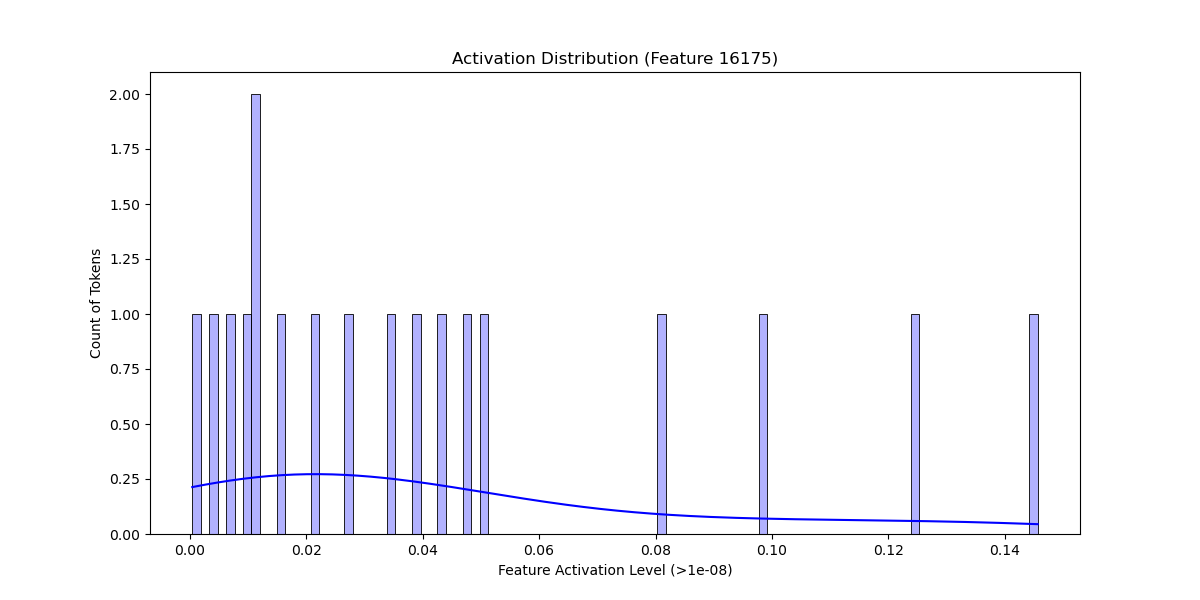 Activation Distribution (Feature 16175)
Count of Tokens
2.00
1.75
1.50
1.25
1.00
0.75
0.50
0.25
0.00
0.00 0.02 0.04 0.06 0.08 0.10 0.12 0.14
Feature Activation Level (>1e-08)